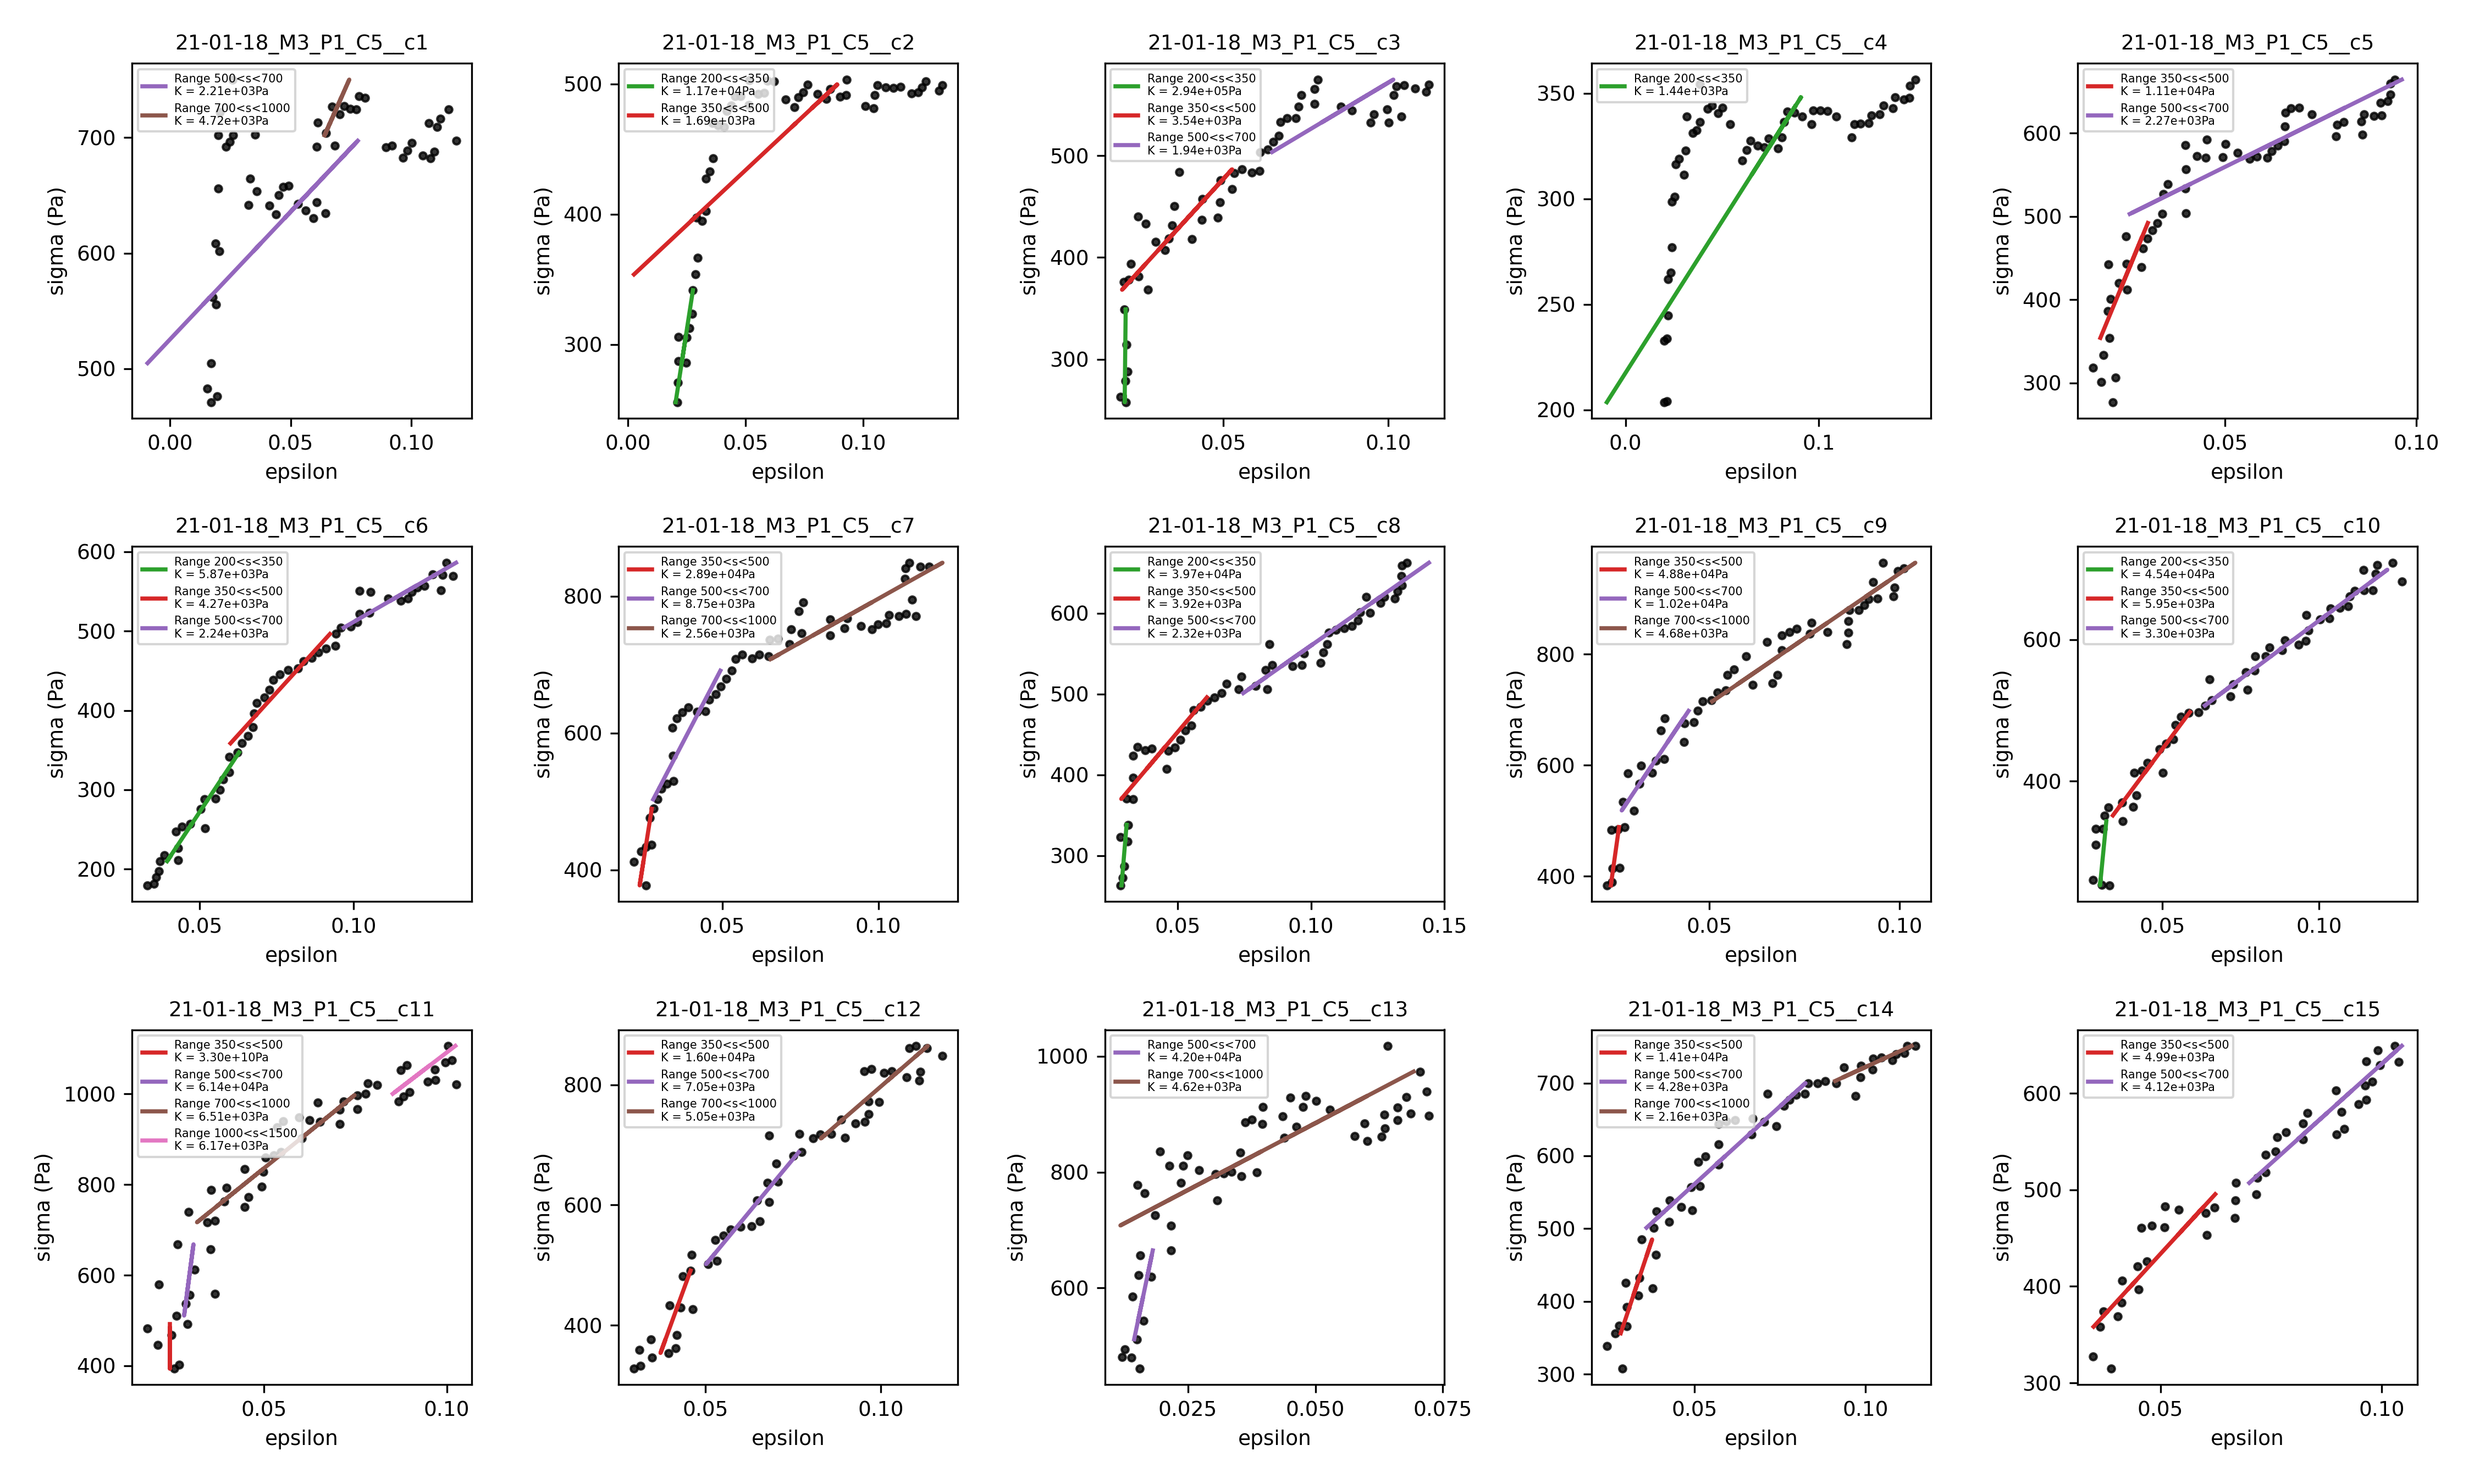 21-01-18_M3_P1_C5__c1
Range 500<s<700
K = 2.21e+03Pa
Range 700<s<1000
K = 4.72e+03Pa
700
600
500
0.00
0.05
0.10
sigma (Pa)
epsilon
21-01-18_M3_P1_C5__c2
Range 200<s<350
K = 1.17e+04Pa
Range 350<s<500
K = 1.69e+03Pa
500
400
300
0.00
0.05
0.10
sigma (Pa)
epsilon
21-01-18_M3_P1_C5__c3
Range 200<s<350
K = 2.94e+05Pa
Range 350<s<500
K = 3.54e+03Pa
Range 500<s<700
K = 1.94e+03Pa
500
400
300
0.05
0.10
sigma (Pa)
epsilon
21-01-18_M3_P1_C5__c4
Range 200<s<350
K = 1.44e+03Pa
350
300
250
200
0.0
0.1
sigma (Pa)
epsilon
21-01-18_M3_P1_C5__c5
Range 350<s<500
K = 1.11e+04Pa
Range 500<s<700
K = 2.27e+03Pa
600
500
400
300
0.05
0.10
sigma (Pa)
epsilon
21-01-18_M3_P1_C5__c6
Range 200<s<350
K = 5.87e+03Pa
Range 350<s<500
K = 4.27e+03Pa
Range 500<s<700
K = 2.24e+03Pa
600
500
400
300
200
0.05
0.10
sigma (Pa)
epsilon
21-01-18_M3_P1_C5__c7
Range 350<s<500
K = 2.89e+04Pa
Range 500<s<700
K = 8.75e+03Pa
Range 700<s<1000
K = 2.56e+03Pa
800
600
400
0.05
0.10
sigma (Pa)
epsilon
21-01-18_M3_P1_C5__c8
Range 200<s<350
K = 3.97e+04Pa
Range 350<s<500
K = 3.92e+03Pa
Range 500<s<700
K = 2.32e+03Pa
600
500
400
300
0.05
0.10
0.15
sigma (Pa)
epsilon
21-01-18_M3_P1_C5__c9
Range 350<s<500
K = 4.88e+04Pa
Range 500<s<700
K = 1.02e+04Pa
Range 700<s<1000
K = 4.68e+03Pa
800
600
400
0.05
0.10
sigma (Pa)
epsilon
21-01-18_M3_P1_C5__c10
Range 200<s<350
K = 4.54e+04Pa
Range 350<s<500
K = 5.95e+03Pa
Range 500<s<700
K = 3.30e+03Pa
600
400
0.05
0.10
sigma (Pa)
epsilon
21-01-18_M3_P1_C5__c11
Range 350<s<500
K = 3.30e+10Pa
Range 500<s<700
K = 6.14e+04Pa
Range 700<s<1000
K = 6.51e+03Pa
Range 1000<s<1500
K = 6.17e+03Pa
1000
800
600
400
0.05
0.10
sigma (Pa)
epsilon
21-01-18_M3_P1_C5__c12
Range 350<s<500
K = 1.60e+04Pa
Range 500<s<700
K = 7.05e+03Pa
Range 700<s<1000
K = 5.05e+03Pa
800
600
400
0.05
0.10
sigma (Pa)
epsilon
21-01-18_M3_P1_C5__c13
Range 500<s<700
K = 4.20e+04Pa
Range 700<s<1000
K = 4.62e+03Pa
1000
800
600
0.025
0.050
0.075
sigma (Pa)
epsilon
21-01-18_M3_P1_C5__c14
Range 350<s<500
K = 1.41e+04Pa
Range 500<s<700
K = 4.28e+03Pa
Range 700<s<1000
K = 2.16e+03Pa
700
600
500
400
300
0.05
0.10
sigma (Pa)
epsilon
21-01-18_M3_P1_C5__c15
Range 350<s<500
K = 4.99e+03Pa
Range 500<s<700
K = 4.12e+03Pa
600
500
400
300
0.05
0.10
sigma (Pa)
epsilon